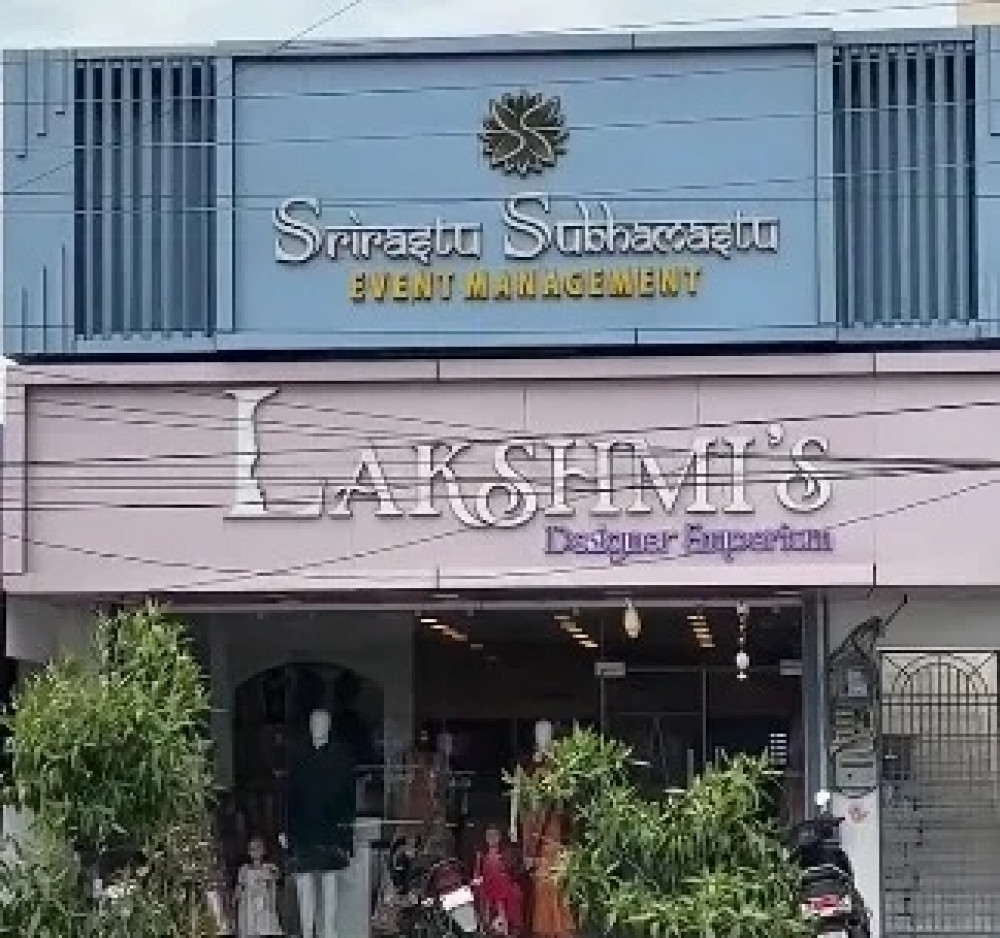 Srirastu Subhamastu
EVENT MANAGEMENT
LAKSHMI'S
Designer Emporium